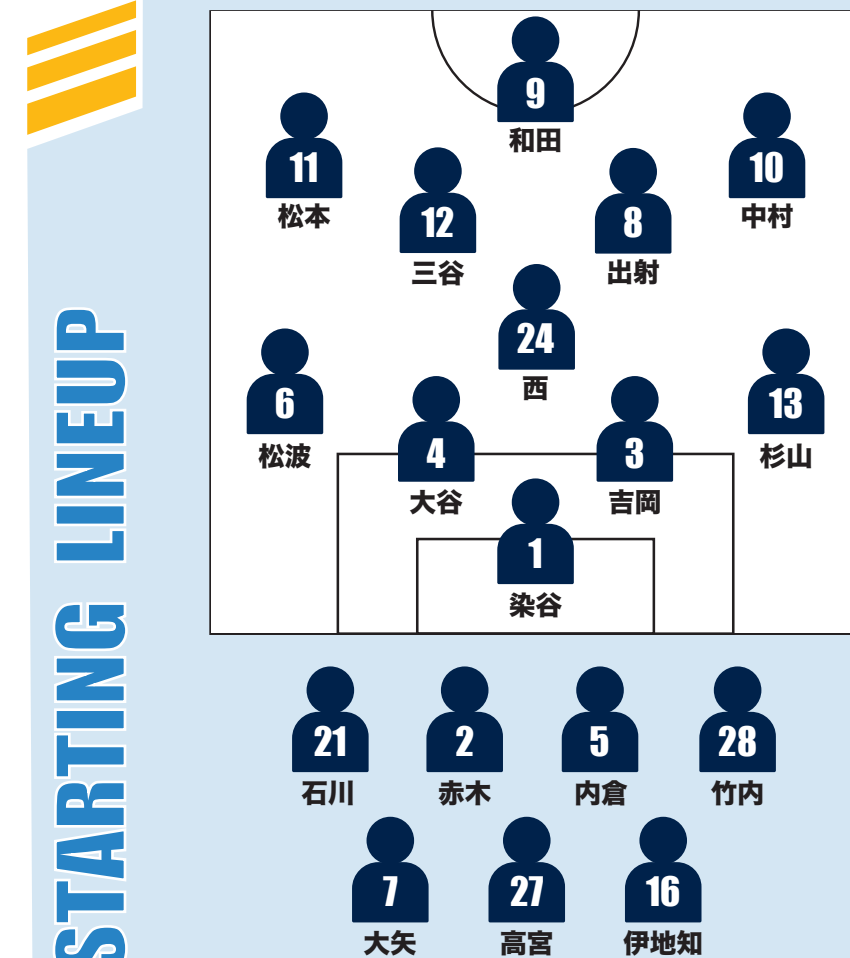 STARTING LINEUP
9
和田
11
松本
10
中村
12
三谷
8
出射
24
西
6
松波
13
杉山
4
大谷
3
吉岡
1
染谷
21
石川
2
赤木
5
内倉
28
竹内
7
大矢
27
高宮
16
伊地知